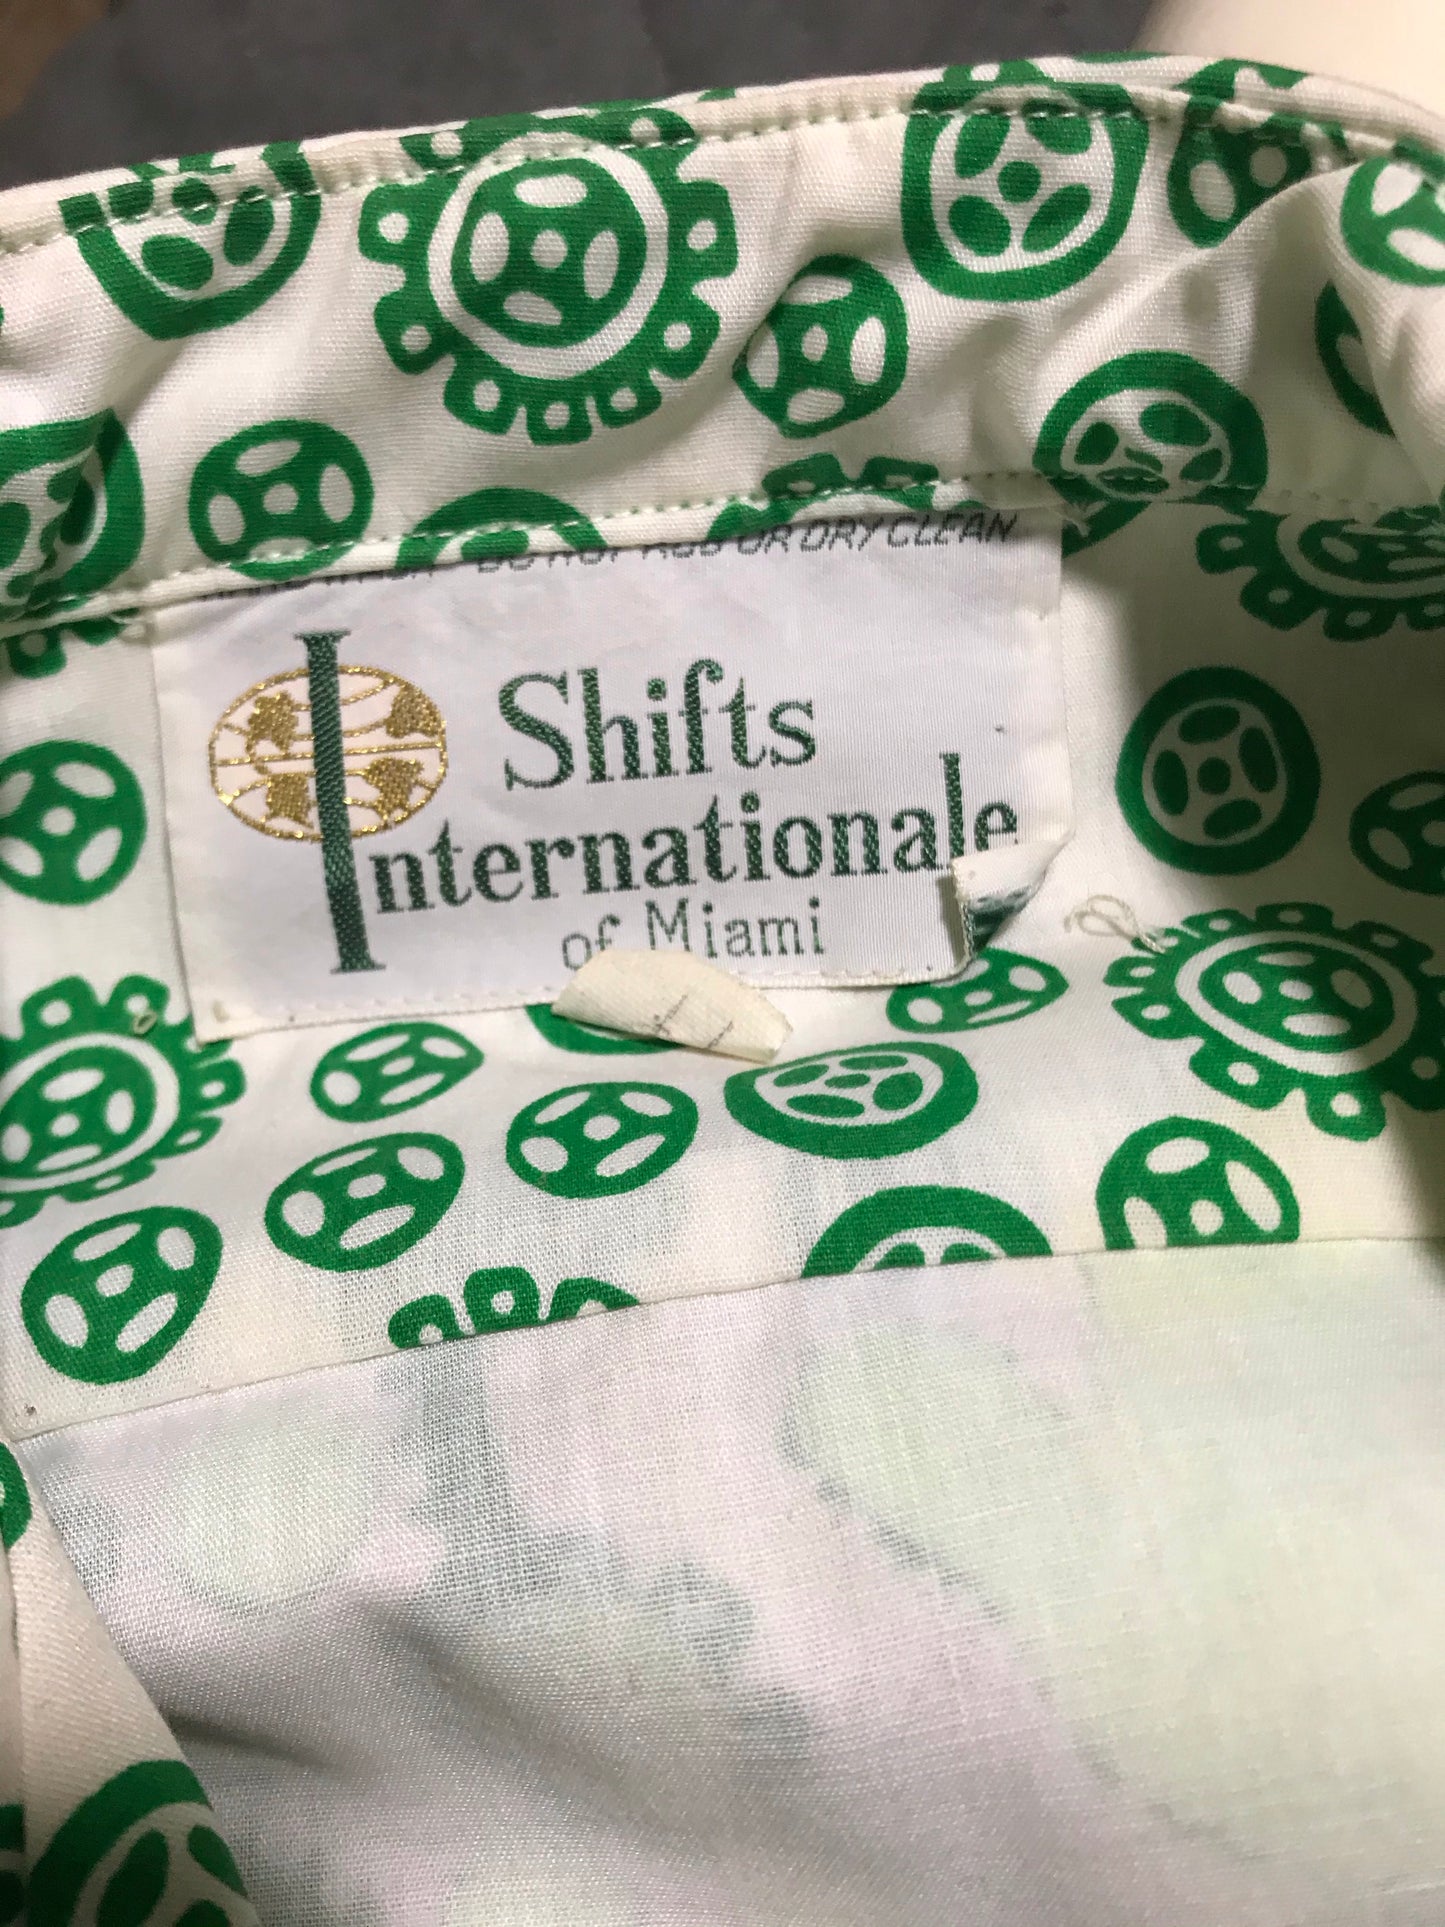 OR DRY CLEAN
Shifts
Internationale
of Miami